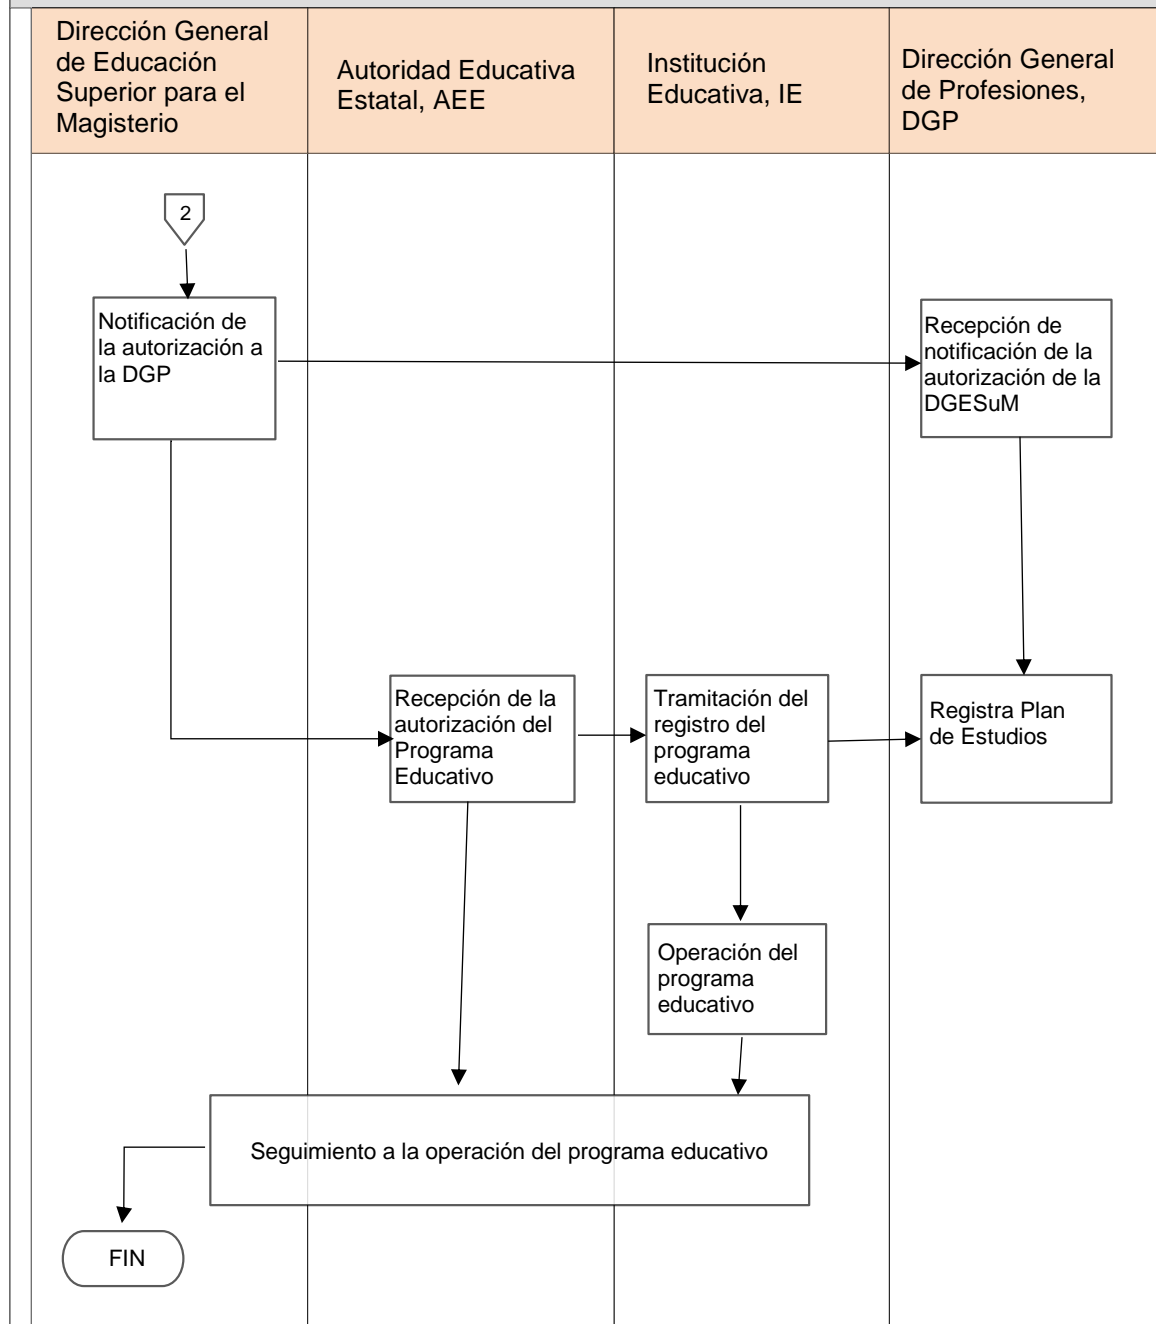 Dirección General
de Educación
Superior para el
Magisterio
Autoridad Educativa
Estatal, AEE
Institución
Educativa, IE
Dirección General
de Profesiones,
DGP
2
Notificación de
la autorización a
la DGP
Recepción de
notificación de la
autorización de la
DGESuM
Recepción de la
autorización del
Programa
Educativo
Tramitación del
registro del
programa
educativo
Registra Plan
de Estudios
Operación del
programa
educativo
Seguimiento a la operación del programa educativo
FIN